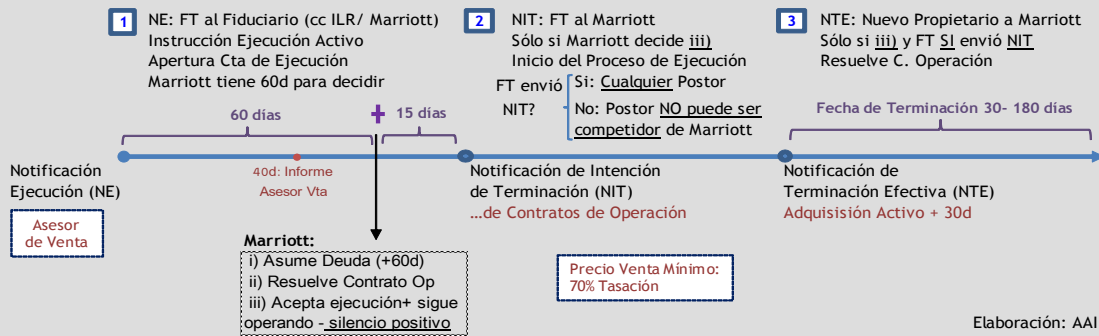 1
NE: FT al Fiduciario (cc ILR/ Marriott)
Instrucción Ejecución Activo
Apertura Cta de Ejecución
Marriott tiene 60d para decidir
2
NIT: FT al Marriott
Sólo si Marriott decide iii)
Inicio del Proceso de Ejecución
FT envió
NIT?
Si: Cualquier Postor
No: Postor NO puede ser
competidor de Marriott
3
NTE: Nuevo Propietario a Marriott
Sólo si iii) y FT SI envió NIT
Resuelve C. Operación
60 días
15 días
Fecha de Terminación 30- 180 días
Notificación
Ejecución (NE)
40d: Informe
Asesor Vta
Notificación de Intención
de Terminación (NIT)
...de Contratos de Operación
Notificación de
Terminación Efectiva (NTE)
Adquisisión Activo + 30d
Asesor
de Venta
Marriott:
i) Asume Deuda (+60d)
ii) Resuelve Contrato Op
iii) Acepta ejecución+ sigue
operando - silencio positivo
Precio Venta Mínimo:
70% Tasación
Elaboración: AAI